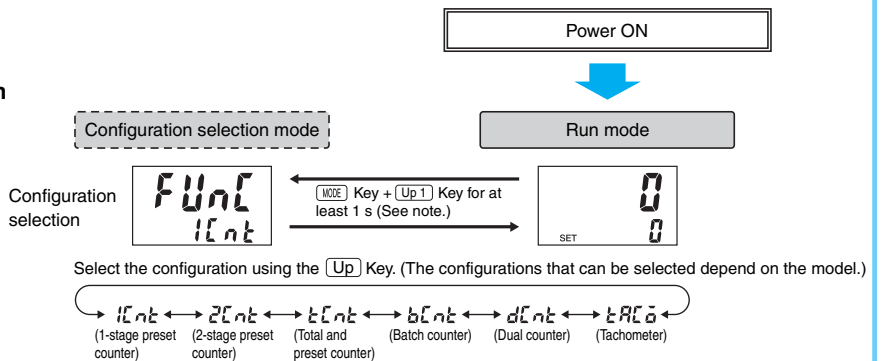 Power ON
n
Configuration selection mode
Run mode
Configuration
selection
FUnC
1Cnt
MODE Key + Up 1 Key for at
least 1 s (See note.)
0
SET 0
Select the configuration using the Up Key. (The configurations that can be selected depend on the model.)
1Cnt 2Cnt tCnt bCnt dCnt tACo
(1-stage preset (2-stage preset (Total and (Batch counter) (Dual counter) (Tachometer)
counter) counter) preset counter)